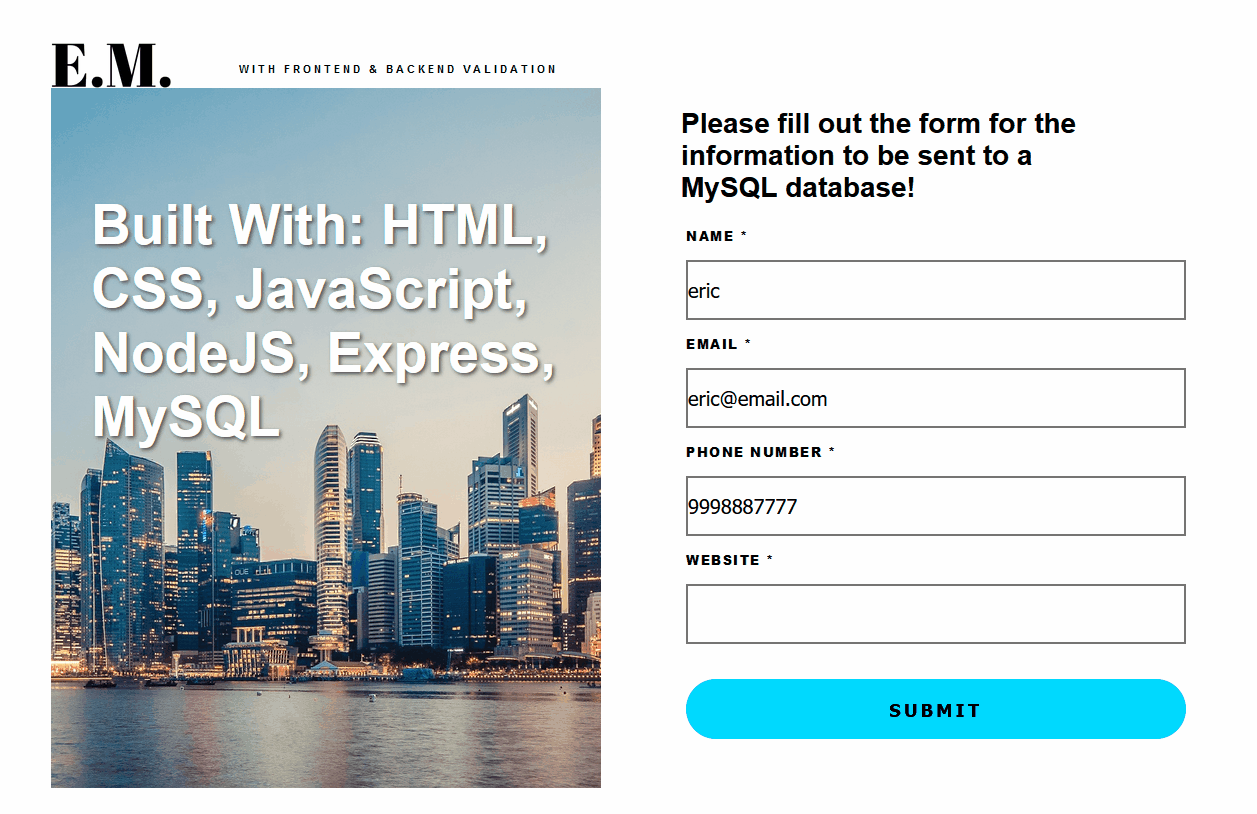 E.M.
WITH FRONTEND & BACKEND VALIDATION
Built With: HTML,
CSS, JavaScript,
NodeJS, Express,
MySQL
Please fill out the form for the
information to be sent to a
MySQL database!
NAME *
eric
EMAIL *
eric@email.com
PHONE NUMBER *
9998887777
WEBSITE *
SUBMIT